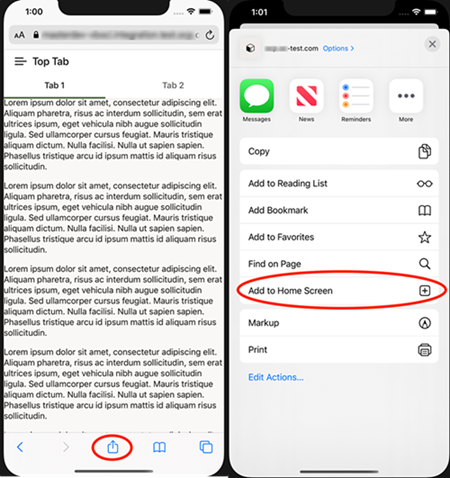 1:00
AA
Top Tab
Tab 1
Tab 2
Lorem ipsum dolor sit amet, consectetur adipiscing elit.
Aliquam pharetra, risus ac interdum sollicitudin, sem erat
ultrices ipsum, eget vehicula nibh augue sollicitudin
ligula. Sed ullamcorper cursus feugiat. Mauris tristique
aliquam dictum. Nulla facilisi. Nulla ut sapien sapien.
Phasellus tristique arcu id ipsum mattis id aliquam risus
sollicitudin.
Lorem ipsum dolor sit amet, consectetur adipiscing elit.
Aliquam pharetra, risus ac interdum sollicitudin, sem erat
ultrices ipsum, eget vehicula nibh augue sollicitudin
ligula. Sed ullamcorper cursus feugiat. Mauris tristique
aliquam dictum. Nulla facilisi. Nulla ut sapien sapien.
Phasellus tristique arcu id ipsum mattis id aliquam risus
sollicitudin.
Lorem ipsum dolor sit amet, consectetur adipiscing elit.
Aliquam pharetra, risus ac interdum sollicitudin, sem erat
ultrices ipsum, eget vehicula nibh augue sollicitudin
ligula. Sed ullamcorper cursus feugiat. Mauris tristique
aliquam dictum. Nulla facilisi. Nulla ut sapien sapien.
Phasellus tristique arcu id ipsum mattis id aliquam risus
sollicitudin.
Lorem ipsum dolor sit amet, consectetur adipiscing elit.
Aliquam pharetra, risus ac interdum sollicitudin, sem erat
ultrices ipsum, eget vehicula nibh augue sollicitudin
ligula. Sed ullamcorper cursus feugiat. Mauris tristique
aliquam dictum. Nulla facilisi. Nulla ut sapien sapien.
Phasellus tristique arcu id ipsum mattis id aliquam risus
sollicitudin.
1:01
-test.com Options >
Messages
News
Reminders
More
Copy
Add to Reading List
Add Bookmark
Add to Favorites
Find on Page
Add to Home Screen
Markup
Print
Edit Actions...